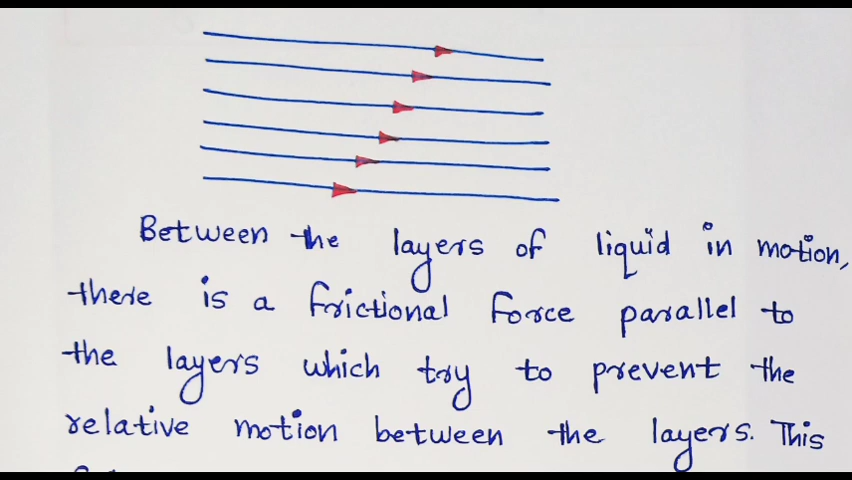 Between the layers of liquid in motion,
there is a frictional force parallel to
the layers which try to prevent the
relative motion between the layers. This